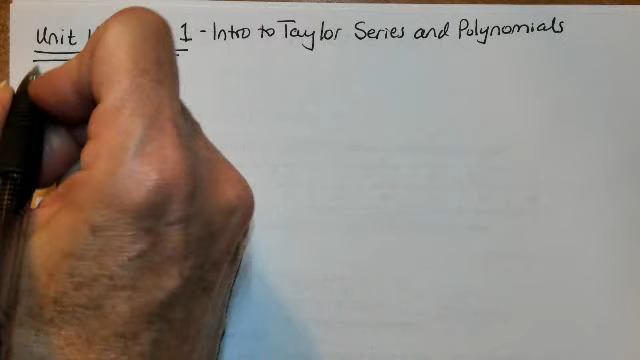 Unit 1 - Intro to Taylor Series and Polynomials